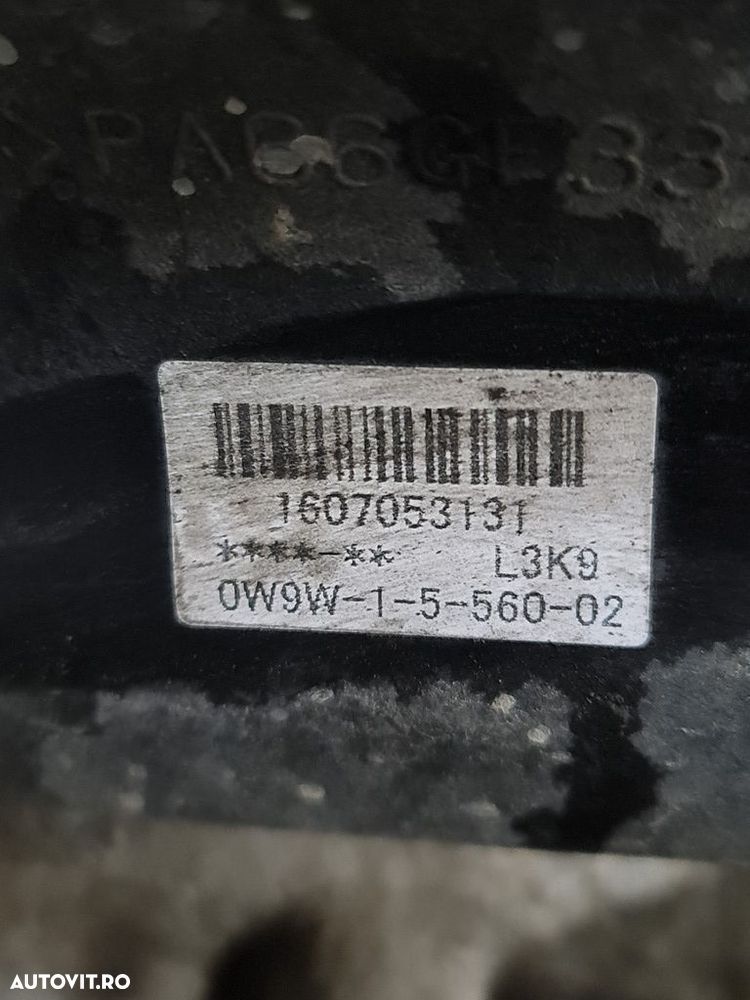 >PA66GF33
1607053131
****-** L3K9
0W9W-1-5-560-02
AUTOVIT.RO